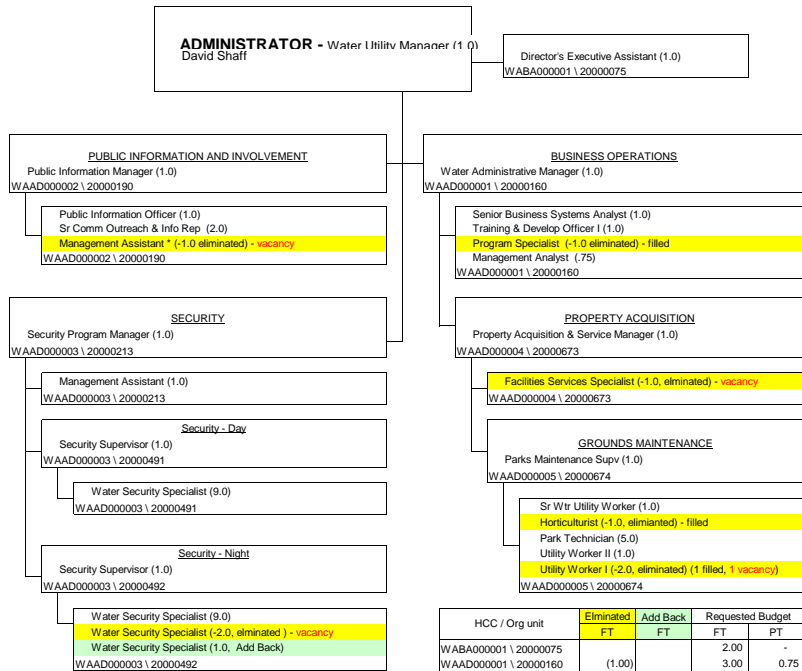 ADMINISTRATOR - Water Utility Manager (1.0)
David Shaff
Director's Executive Assistant (1.0)
WABA000001 \ 20000075
PUBLIC INFORMATION AND INVOLVEMENT
Public Information Manager (1.0)
WAAD000002 \ 20000190
Public Information Officer (1.0)
Sr Comm Outreach & Info Rep (2.0)
Management Assistant * (-1.0 eliminated) - vacancy
WAAD000002 \ 20000190
BUSINESS OPERATIONS
Water Administrative Manager (1.0)
WAAD000001 \ 20000160
Senior Business Systems Analyst (1.0)
Training & Develop Officer I (1.0)
Program Specialist (-1.0 eliminated) - filled
Management Analyst (.75)
WAAD000001 \ 20000160
SECURITY
Security Program Manager (1.0)
WAAD000003 \ 20000213
Management Assistant (1.0)
WAAD000003 \ 20000213
Security - Day
Security Supervisor (1.0)
WAAD000003 \ 20000491
Water Security Specialist (9.0)
WAAD000003 \ 20000491
Security - Night
Security Supervisor (1.0)
WAAD000003 \ 20000492
Water Security Specialist (9.0)
Water Security Specialist (-2.0, elminated ) - vacancy
Water Security Specialist (1.0, Add Back)
WAAD000003 \ 20000492
PROPERTY ACQUISITION
Property Acquisition & Service Manager (1.0)
WAAD000004 \ 20000673
Facilities Services Specialist (-1.0, elminated) - vacancy
WAAD000004 \ 20000673
GROUNDS MAINTENANCE
Parks Maintenance Supv (1.0)
WAAD000005 \ 20000674
Sr Wtr Utility Worker (1.0)
Horticulturist (-1.0, elimianted) - filled
Park Technician (5.0)
Utility Worker II (1.0)
Utility Worker I (-2.0, eliminated) (1 filled, 1 vacancy)
WAAD000005 \ 20000674
HCC / Org unit Elminated Add Back Requested Budget
FT FT FT PT
WABA000001 \ 20000075 2.00 -
WAAD000001 \ 20000160 (1.00) 3.00 0.75